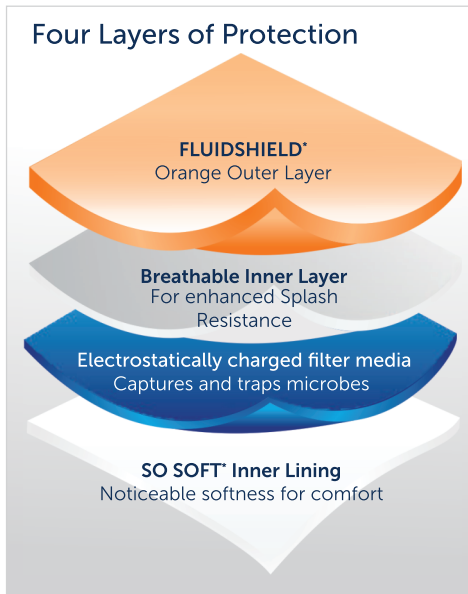 Four Layers of Protection
FLUIDSHIELD*
Orange Outer Layer
Breathable Inner Layer
For enhanced Splash
Resistance
Electrostatically charged filter media
Captures and traps microbes
SO SOFT* Inner Lining
Noticeable softness for comfort